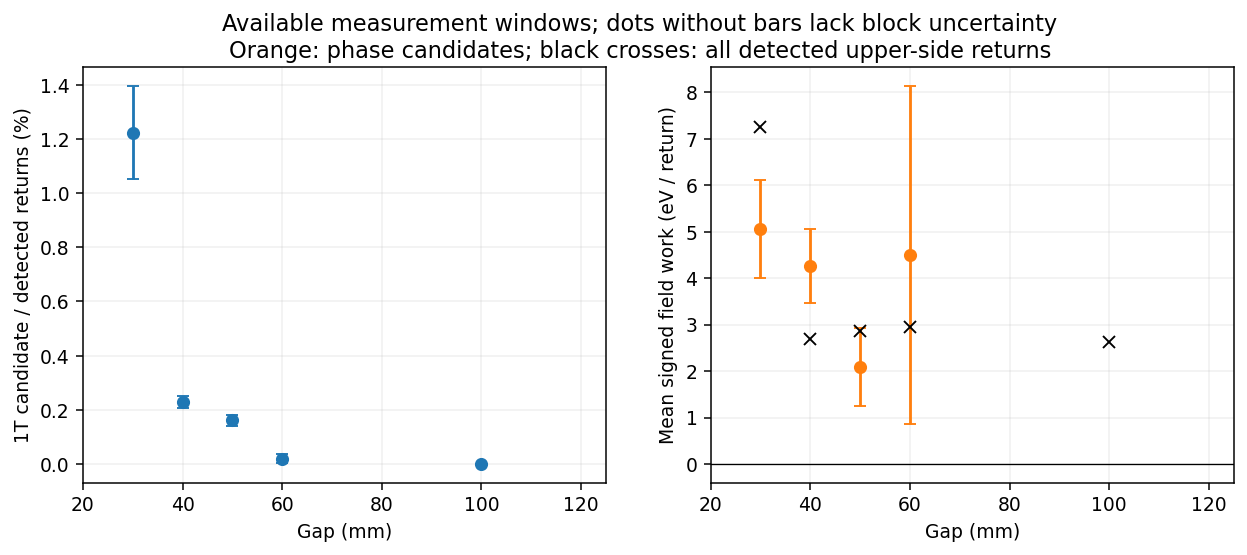 Available measurement windows; dots without bars lack block uncertainty
Orange: phase candidates; black crosses: all detected upper-side returns
1T candidate / detected returns (%)
1.4
1.2
1.0
0.8
0.6
0.4
0.2
0.0
20 40 60 80 100 120
Gap (mm)
Mean signed field work (eV / return)
8
7
6
5
4
3
2
1
0
20 40 60 80 100 120
Gap (mm)